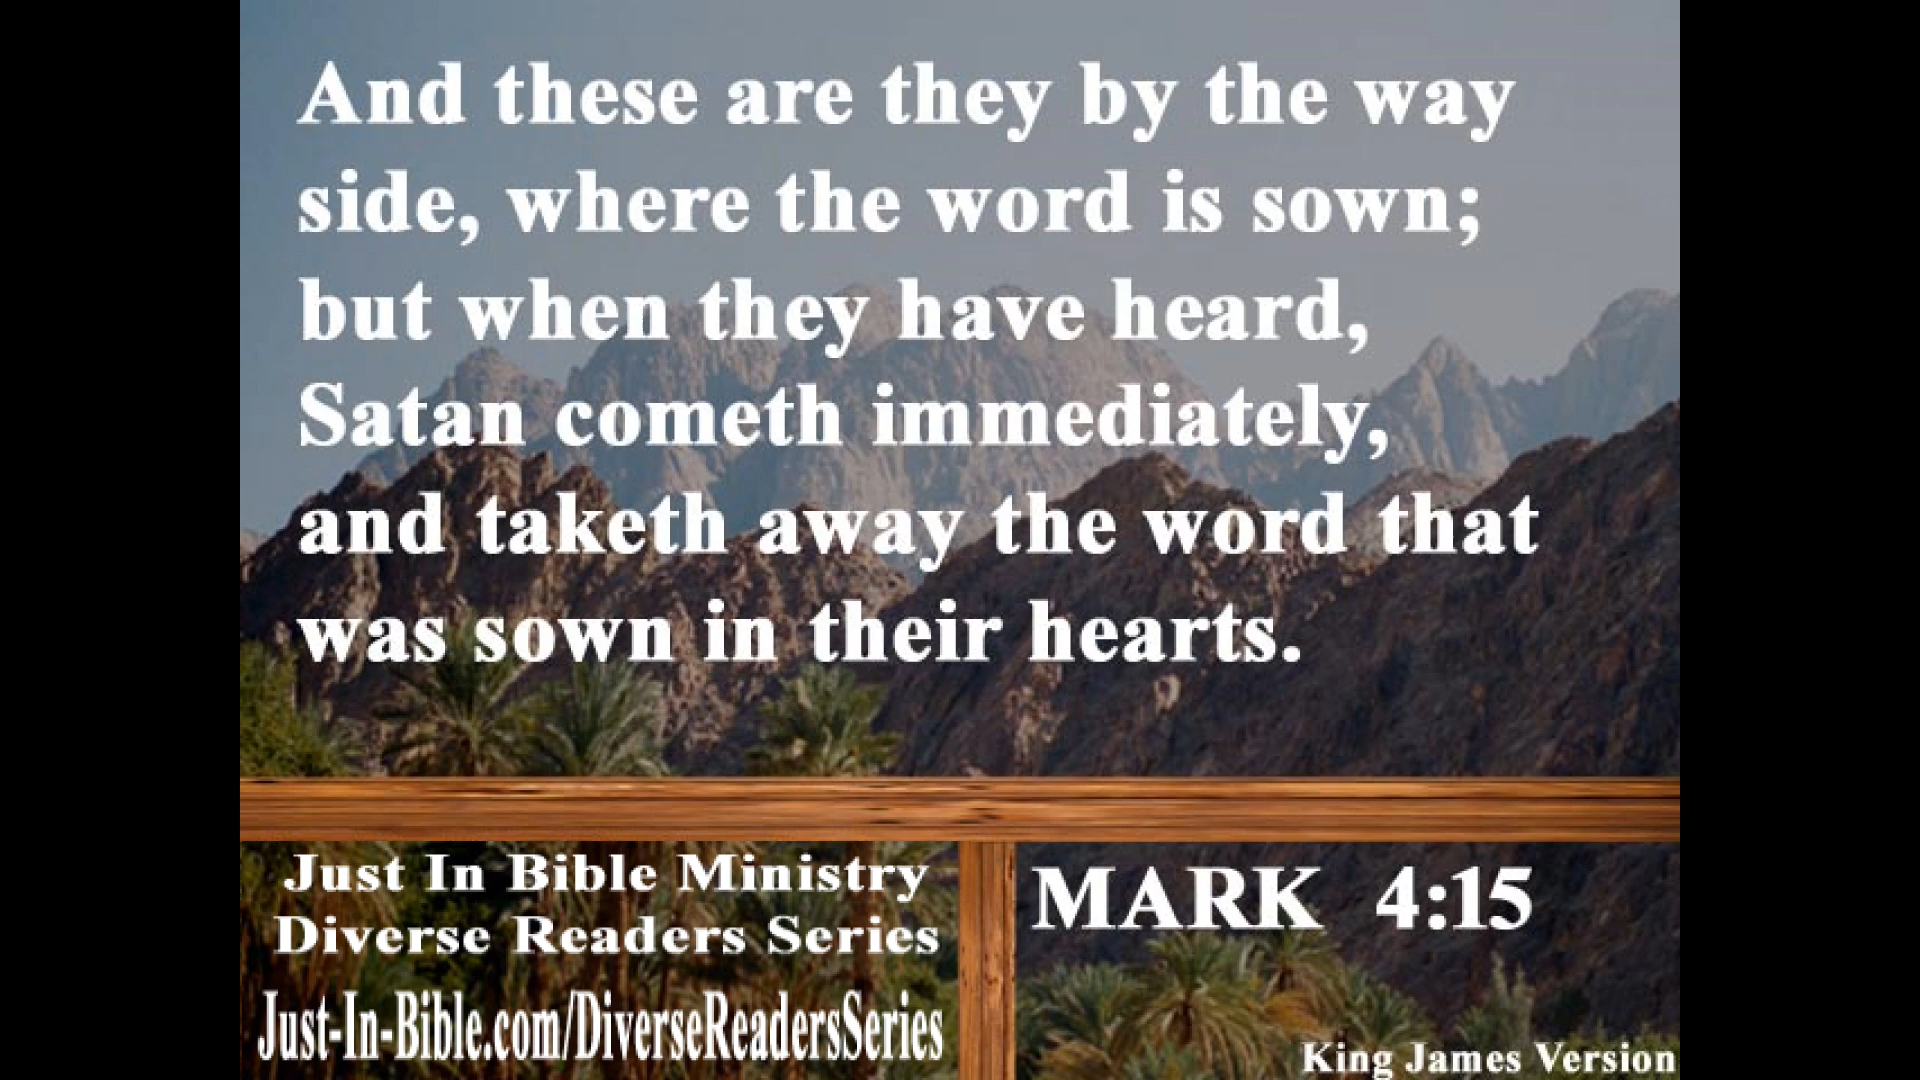 And these are they by the way
side, where the word is sown;
but when they have heard,
Satan cometh immediately,
and taketh away the word that
was sown in their hearts.
Just In Bible Ministry
Diverse Readers Series
Just-In-Bible.com/DiverseReadersSeries
MARK 4:15
King James Version